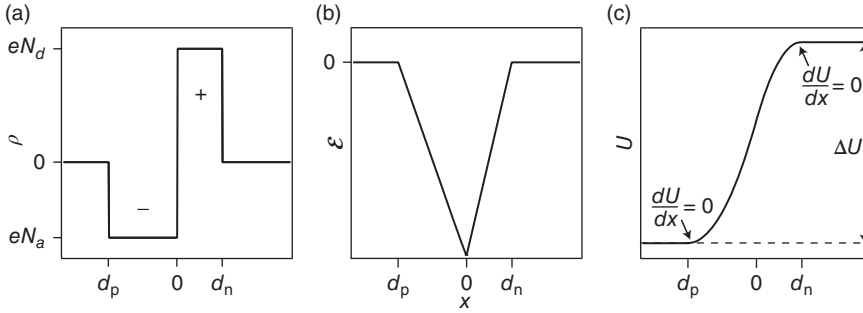 (a)
eN_d
ρ
0
eN_a
+
−
d_p
0
d_n
(b)
0
ℰ
d_p
0
d_n
x
(c)
U
dU/dx = 0
ΔU
dU/dx = 0
d_p
0
d_n